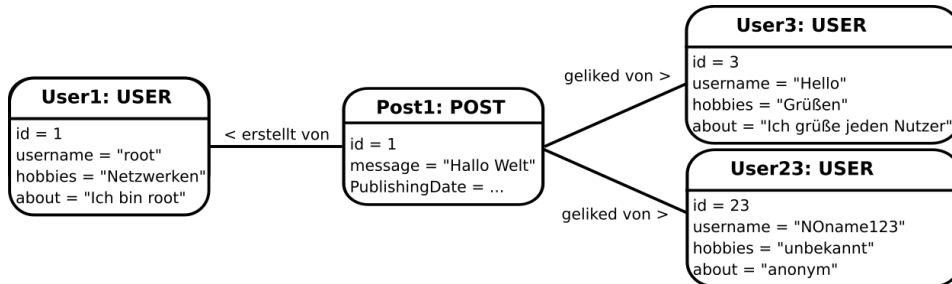 User1: USER
id = 1
username = "root"
hobbies = "Netzwerken"
about = "Ich bin root"
< erstellt von
Post1: POST
id = 1
message = "Hallo Welt"
PublishingDate = ...
geliked von >
geliked von >
User3: USER
id = 3
username = "Hello"
hobbies = "Grüßen"
about = "Ich grüße jeden Nutzer"
User23: USER
id = 23
username = "NOname123"
hobbies = "unbekannt"
about = "anonym"